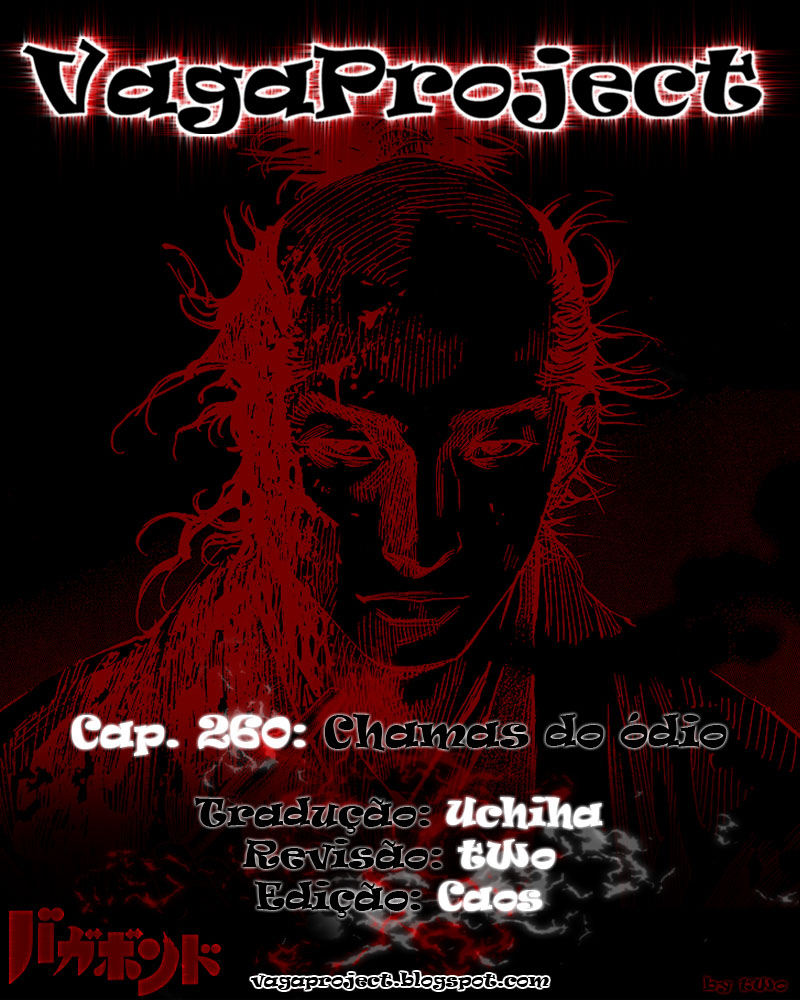 VagaProject
Cap. 260: Chamas do ódio
Tradução: Uchiha
Revisão: tWo
Edição: Caos
バガボンド
vagaproject.blogspot.com
by tWo